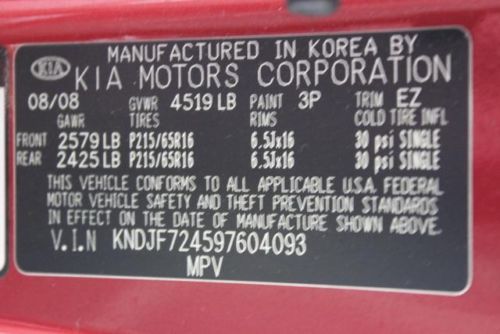 MANUFACTURED IN KOREA BY
KIA KIA MOTORS CORPORATION
08/08 GVWR 4519 LB PAINT 3P TRIM EZ
GAWR TIRES RIMS COLD TIRE INFL
FRONT 2579 LB P215/65R16 6.5Jx16 30 psi SINGLE
REAR 2425 LB P215/65R16 6.5Jx16 30 psi SINGLE
THIS VEHICLE CONFORMS TO ALL APPLICABLE U.S.A. FEDERAL
MOTOR VEHICLE SAFETY AND THEFT PREVENTION STANDARDS
IN EFFECT ON THE DATE OF MANUFACTURE SHOWN ABOVE.
V.I.N KNDJF724597604093
MPV